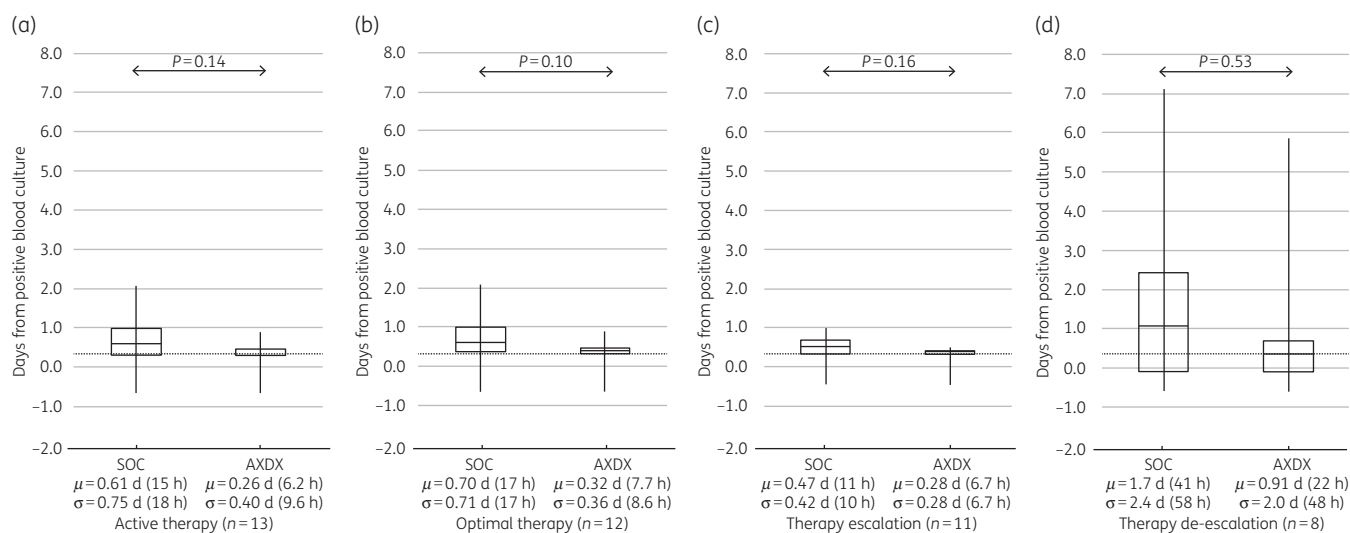 (a)
8.0
7.0
6.0
5.0
4.0
3.0
2.0
1.0
0.0
−1.0
−2.0
Days from positive blood culture
P=0.14
SOC AXDX
μ=0.61 d (15 h) μ=0.26 d (6.2 h)
σ=0.75 d (18 h) σ=0.40 d (9.6 h)
Active therapy (n=13)
(b)
8.0
7.0
6.0
5.0
4.0
3.0
2.0
1.0
0.0
−1.0
−2.0
Days from positive blood culture
P=0.10
SOC AXDX
μ=0.70 d (17 h) μ=0.32 d (7.7 h)
σ=0.71 d (17 h) σ=0.36 d (8.6 h)
Optimal therapy (n=12)
(c)
8.0
7.0
6.0
5.0
4.0
3.0
2.0
1.0
0.0
−1.0
−2.0
Days from positive blood culture
P=0.16
SOC AXDX
μ=0.47 d (11 h) μ=0.28 d (6.7 h)
σ=0.42 d (10 h) σ=0.28 d (6.7 h)
Therapy escalation (n=11)
(d)
8.0
7.0
6.0
5.0
4.0
3.0
2.0
1.0
0.0
−1.0
−2.0
Days from positive blood culture
P=0.53
SOC AXDX
μ=1.7 d (41 h) μ=0.91 d (22 h)
σ=2.4 d (58 h) σ=2.0 d (48 h)
Therapy de-escalation (n=8)